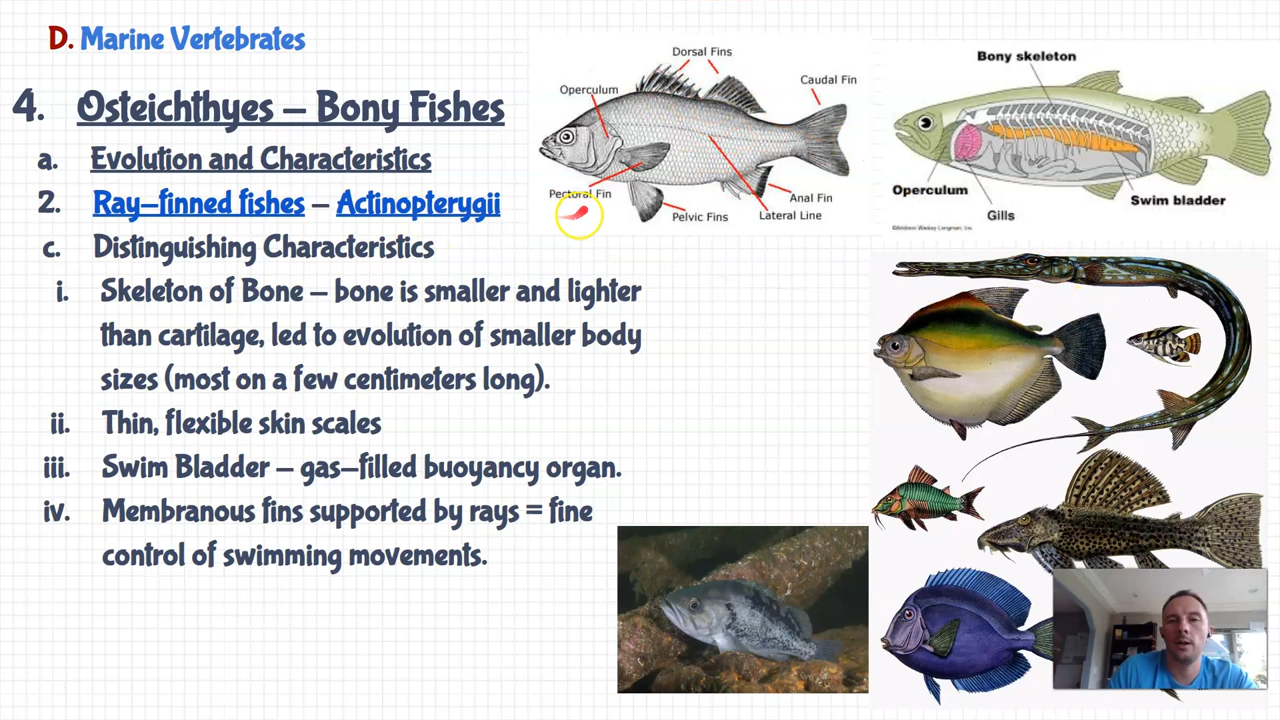 D. Marine Vertebrates
4. Osteichthyes – Bony Fishes
a. Evolution and Characteristics
2. Ray-finned fishes – Actinopterygii
c. Distinguishing Characteristics
i. Skeleton of Bone – bone is smaller and lighter
than cartilage, led to evolution of smaller body
sizes (most on a few centimeters long).
ii. Thin, flexible skin scales
iii. Swim Bladder – gas-filled buoyancy organ.
iv. Membranous fins supported by rays = fine
control of swimming movements.
Dorsal Fins
Caudal Fin
Operculum
Pectoral Fin
Pelvic Fins
Anal Fin
Lateral Line
Bony skeleton
Operculum
Gills
Swim bladder
©Addison Wesley Longman, Inc.